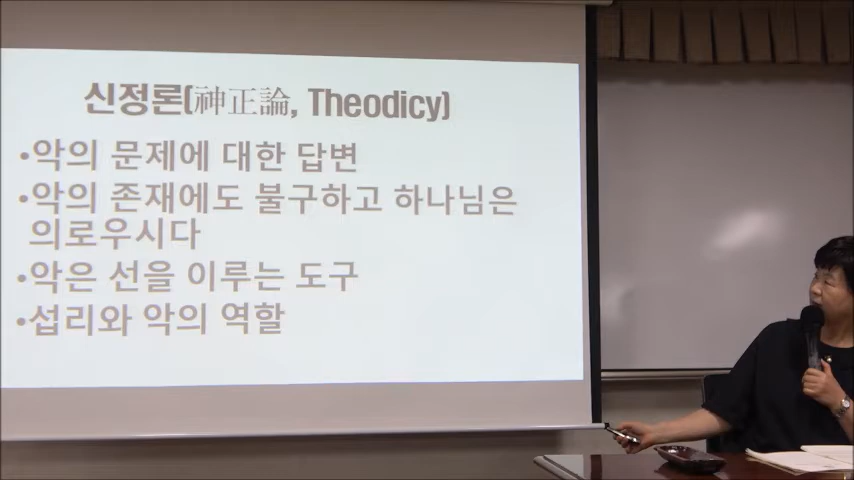 신정론(神正論, Theodicy)
•악의 문제에 대한 답변
•악의 존재에도 불구하고 하나님은
의로우시다
•악은 선을 이루는 도구
•섭리와 악의 역할